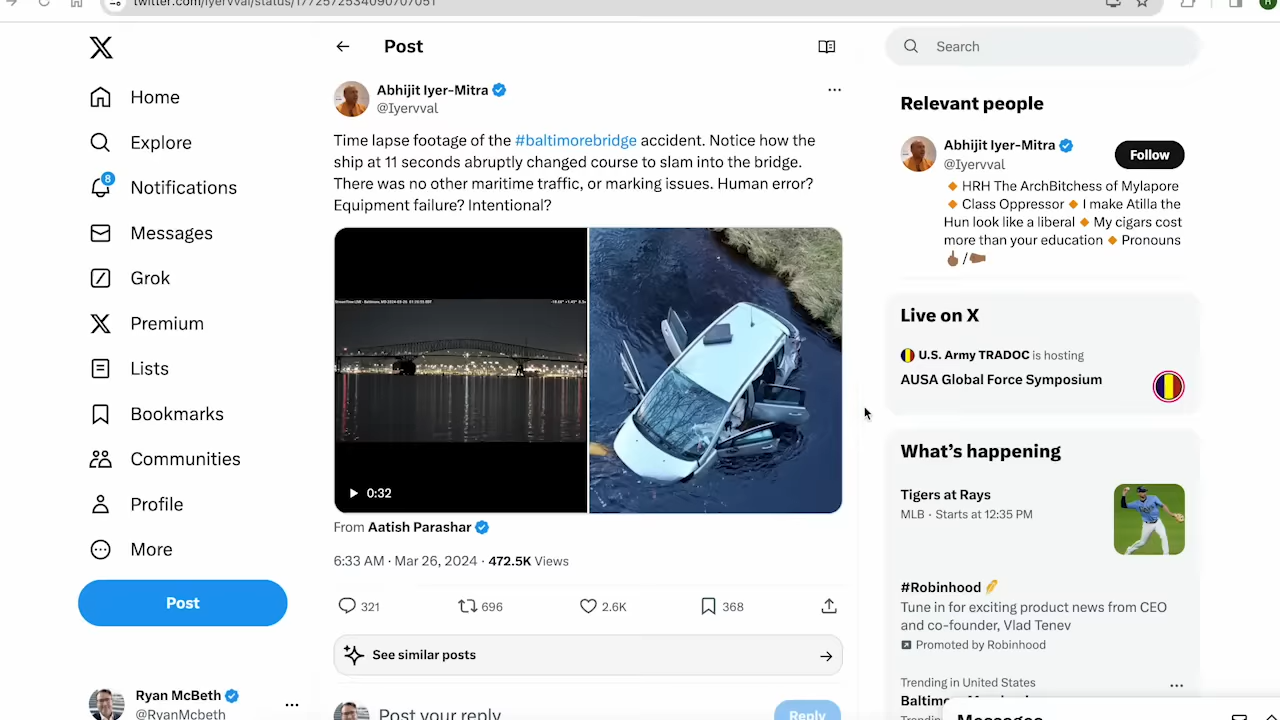 twitter.com/iyervval/status/1772572534090707051
Home
Explore
8
Notifications
Messages
Grok
Premium
Lists
Bookmarks
Communities
Profile
More
Post
Ryan McBeth
@RyanMcbeth
Post
Abhijit Iyer-Mitra
@Iyervval
Time lapse footage of the #baltimorebridge accident. Notice how the
ship at 11 seconds abruptly changed course to slam into the bridge.
There was no other maritime traffic, or marking issues. Human error?
Equipment failure? Intentional?
0:32
From Aatish Parashar
6:33 AM · Mar 26, 2024 · 472.5K Views
321
696
2.6K
368
See similar posts
Post your reply
Reply
Search
Relevant people
Abhijit Iyer-Mitra
@Iyervval
Follow
🔸 HRH The ArchBitchess of Mylapore
🔸 Class Oppressor 🔸 I make Atilla the
Hun look like a liberal 🔸 My cigars cost
more than your education 🔸 Pronouns
/
Live on X
U.S. Army TRADOC is hosting
AUSA Global Force Symposium
What’s happening
Tigers at Rays
MLB · Starts at 12:35 PM
#Robinhood
Tune in for exciting product news from CEO
and co-founder, Vlad Tenev
Promoted by Robinhood
Trending in United States
Messages